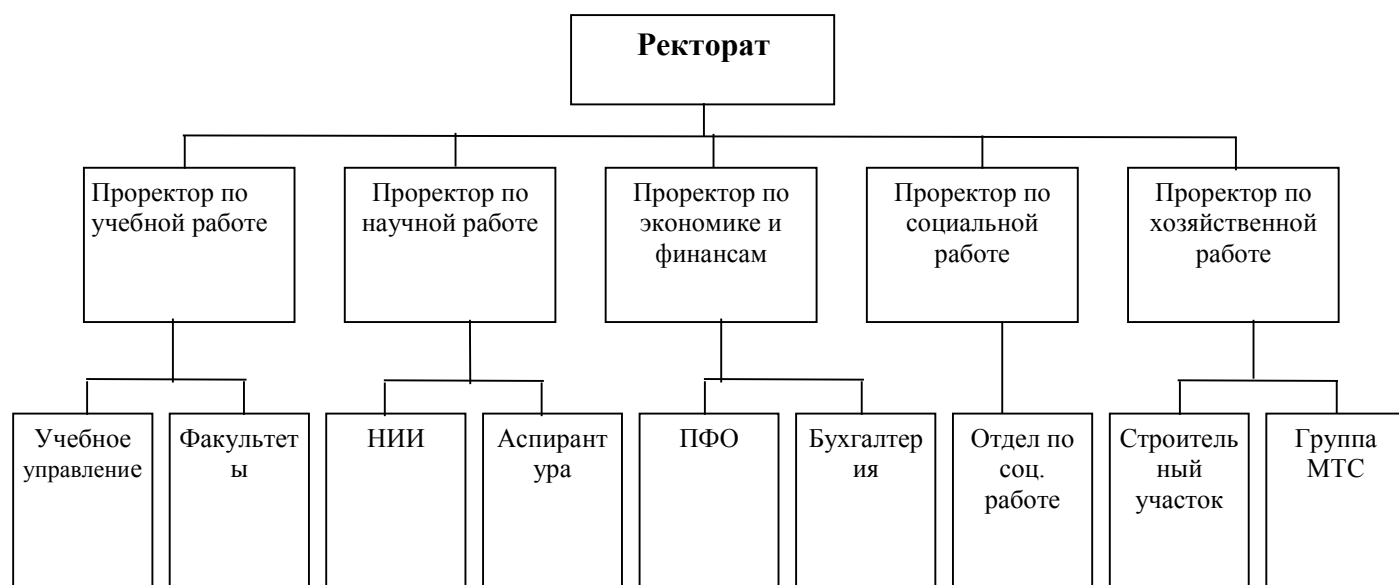 Ректорат
Проректор по
учебной работе
Проректор по
научной работе
Проректор по
экономике и
финансам
Проректор по
социальной
работе
Проректор по
хозяйственной
работе
Учебное
управление
Факультет
ы
НИИ
Аспирант
ура
ПФО
Бухгалтер
ия
Отдел по
соц.
работе
Строитель
ный
участок
Группа
МТС